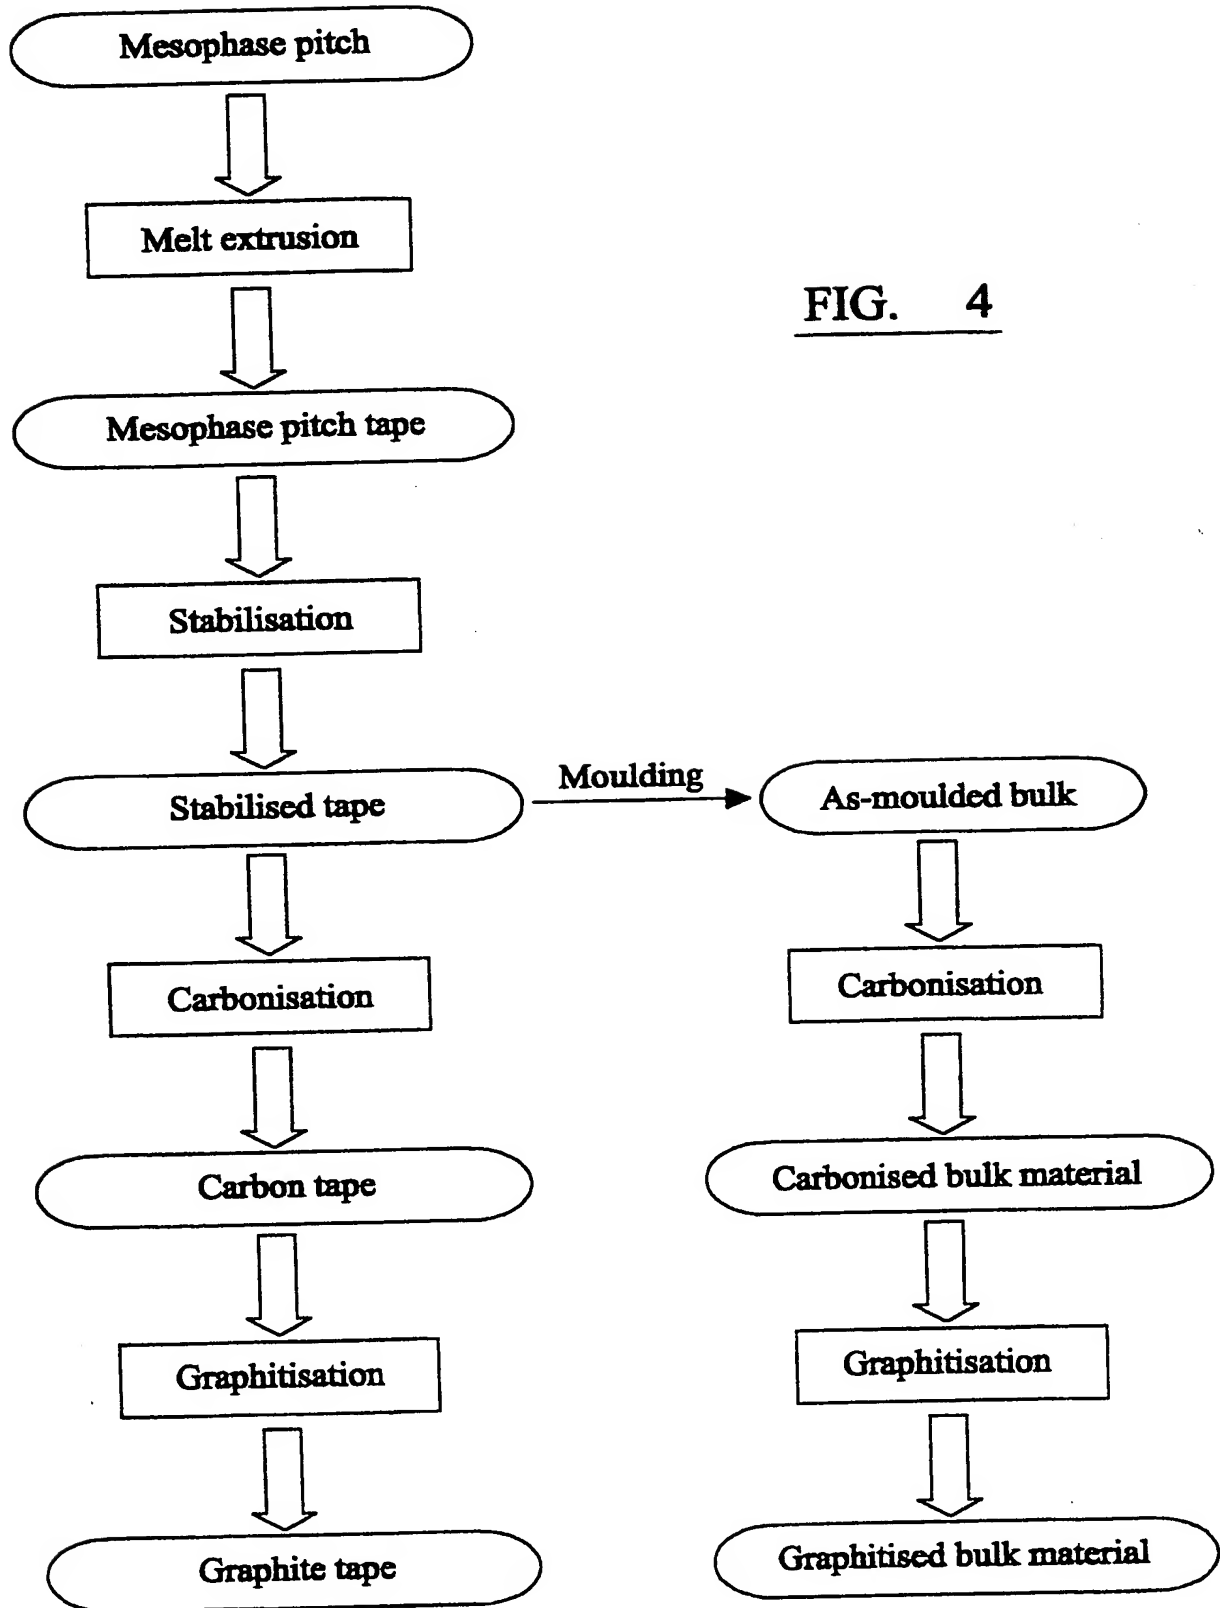 Mesophase pitch
Melt extrusion
FIG. 4
Mesophase pitch tape
Stabilisation
Stabilised tape
Moulding
As-moulded bulk
Carbonisation
Carbonisation
Carbon tape
Carbonised bulk material
Graphitisation
Graphitisation
Graphite tape
Graphitised bulk material